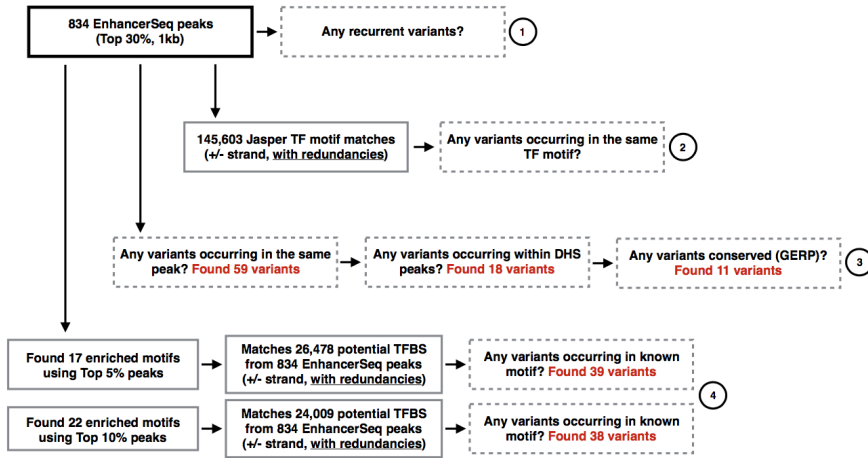 834 EnhancerSeq peaks
(Top 30%, 1kb)
Any recurrent variants?
1
145,603 Jasper TF motif matches
(+/- strand, with redundancies)
Any variants occurring in the same
TF motif?
2
Any variants occurring in the same
peak? Found 59 variants
Any variants occurring within DHS
peaks? Found 18 variants
Any variants conserved (GERP)?
Found 11 variants
3
Found 17 enriched motifs
using Top 5% peaks
Matches 26,478 potential TFBS
from 834 EnhancerSeq peaks
(+/- strand, with redundancies)
Any variants occurring in known
motif? Found 39 variants
4
Found 22 enriched motifs
using Top 10% peaks
Matches 24,009 potential TFBS
from 834 EnhancerSeq peaks
(+/- strand, with redundancies)
Any variants occurring in known
motif? Found 38 variants